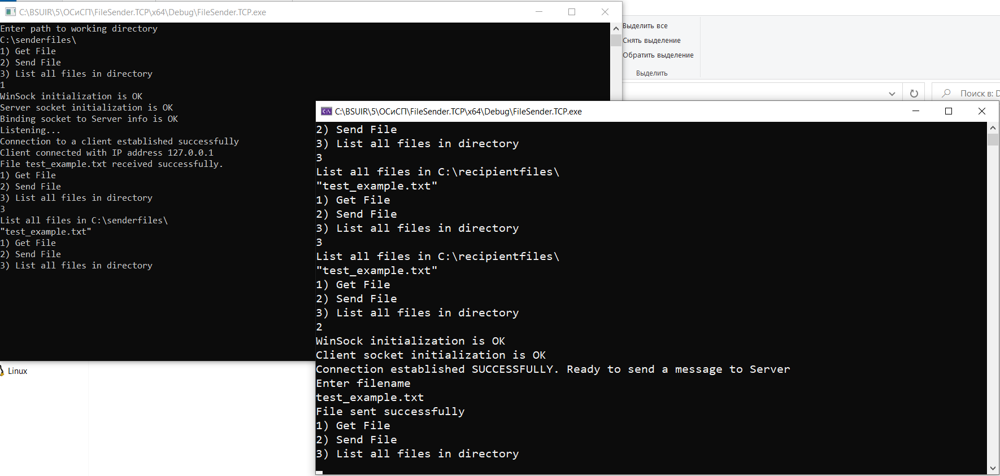 C:\BSUIR\5\ОСиСП\FileSender.TCP\x64\Debug\FileSender.TCP.exe
Enter path to working directory
C:\senderfiles\
1) Get File
2) Send File
3) List all files in directory
1
WinSock initialization is OK
Server socket initialization is OK
Binding socket to Server info is OK
Listening...
Connection to a client established successfully
Client connected with IP address 127.0.0.1
File test_example.txt received successfully.
1) Get File
2) Send File
3) List all files in directory
3
List all files in C:\senderfiles\
"test_example.txt"
1) Get File
2) Send File
3) List all files in directory
Выделить все
Снять выделение
Обратить выделение
Выделить
Поиск в: D
C:\BSUIR\5\ОСиСП\FileSender.TCP\x64\Debug\FileSender.TCP.exe
2) Send File
3) List all files in directory
3
List all files in C:\recipientfiles\
"test_example.txt"
1) Get File
2) Send File
3) List all files in directory
3
List all files in C:\recipientfiles\
"test_example.txt"
1) Get File
2) Send File
3) List all files in directory
2
WinSock initialization is OK
Client socket initialization is OK
Connection established SUCCESSFULLY. Ready to send a message to Server
Enter filename
test_example.txt
File sent successfully
1) Get File
2) Send File
3) List all files in directory
Linux